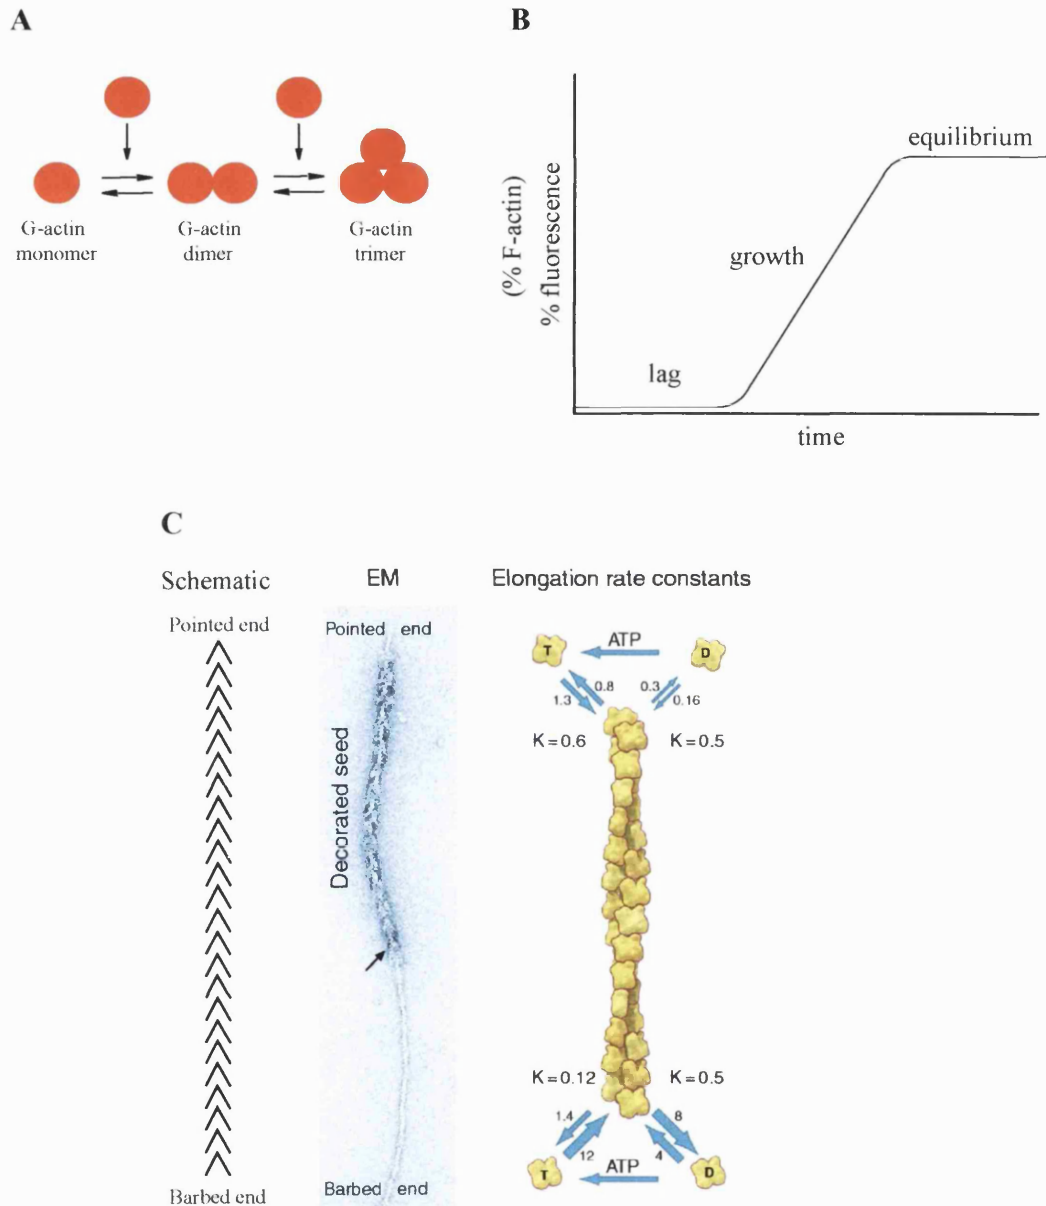 A
G-actin
monomer
G-actin
dimer
G-actin
trimer
B
(% F-actin)
% fluorescence
lag
growth
equilibrium
time
C
Schematic
Pointed end
Barbed end
EM
Pointed end
Decorated seed
Barbed end
Elongation rate constants
T
ATP
D
1.3
0.8
0.3
0.16
K=0.6
K=0.5
K=0.12
K=0.5
1.4
12
8
4
T
ATP
D